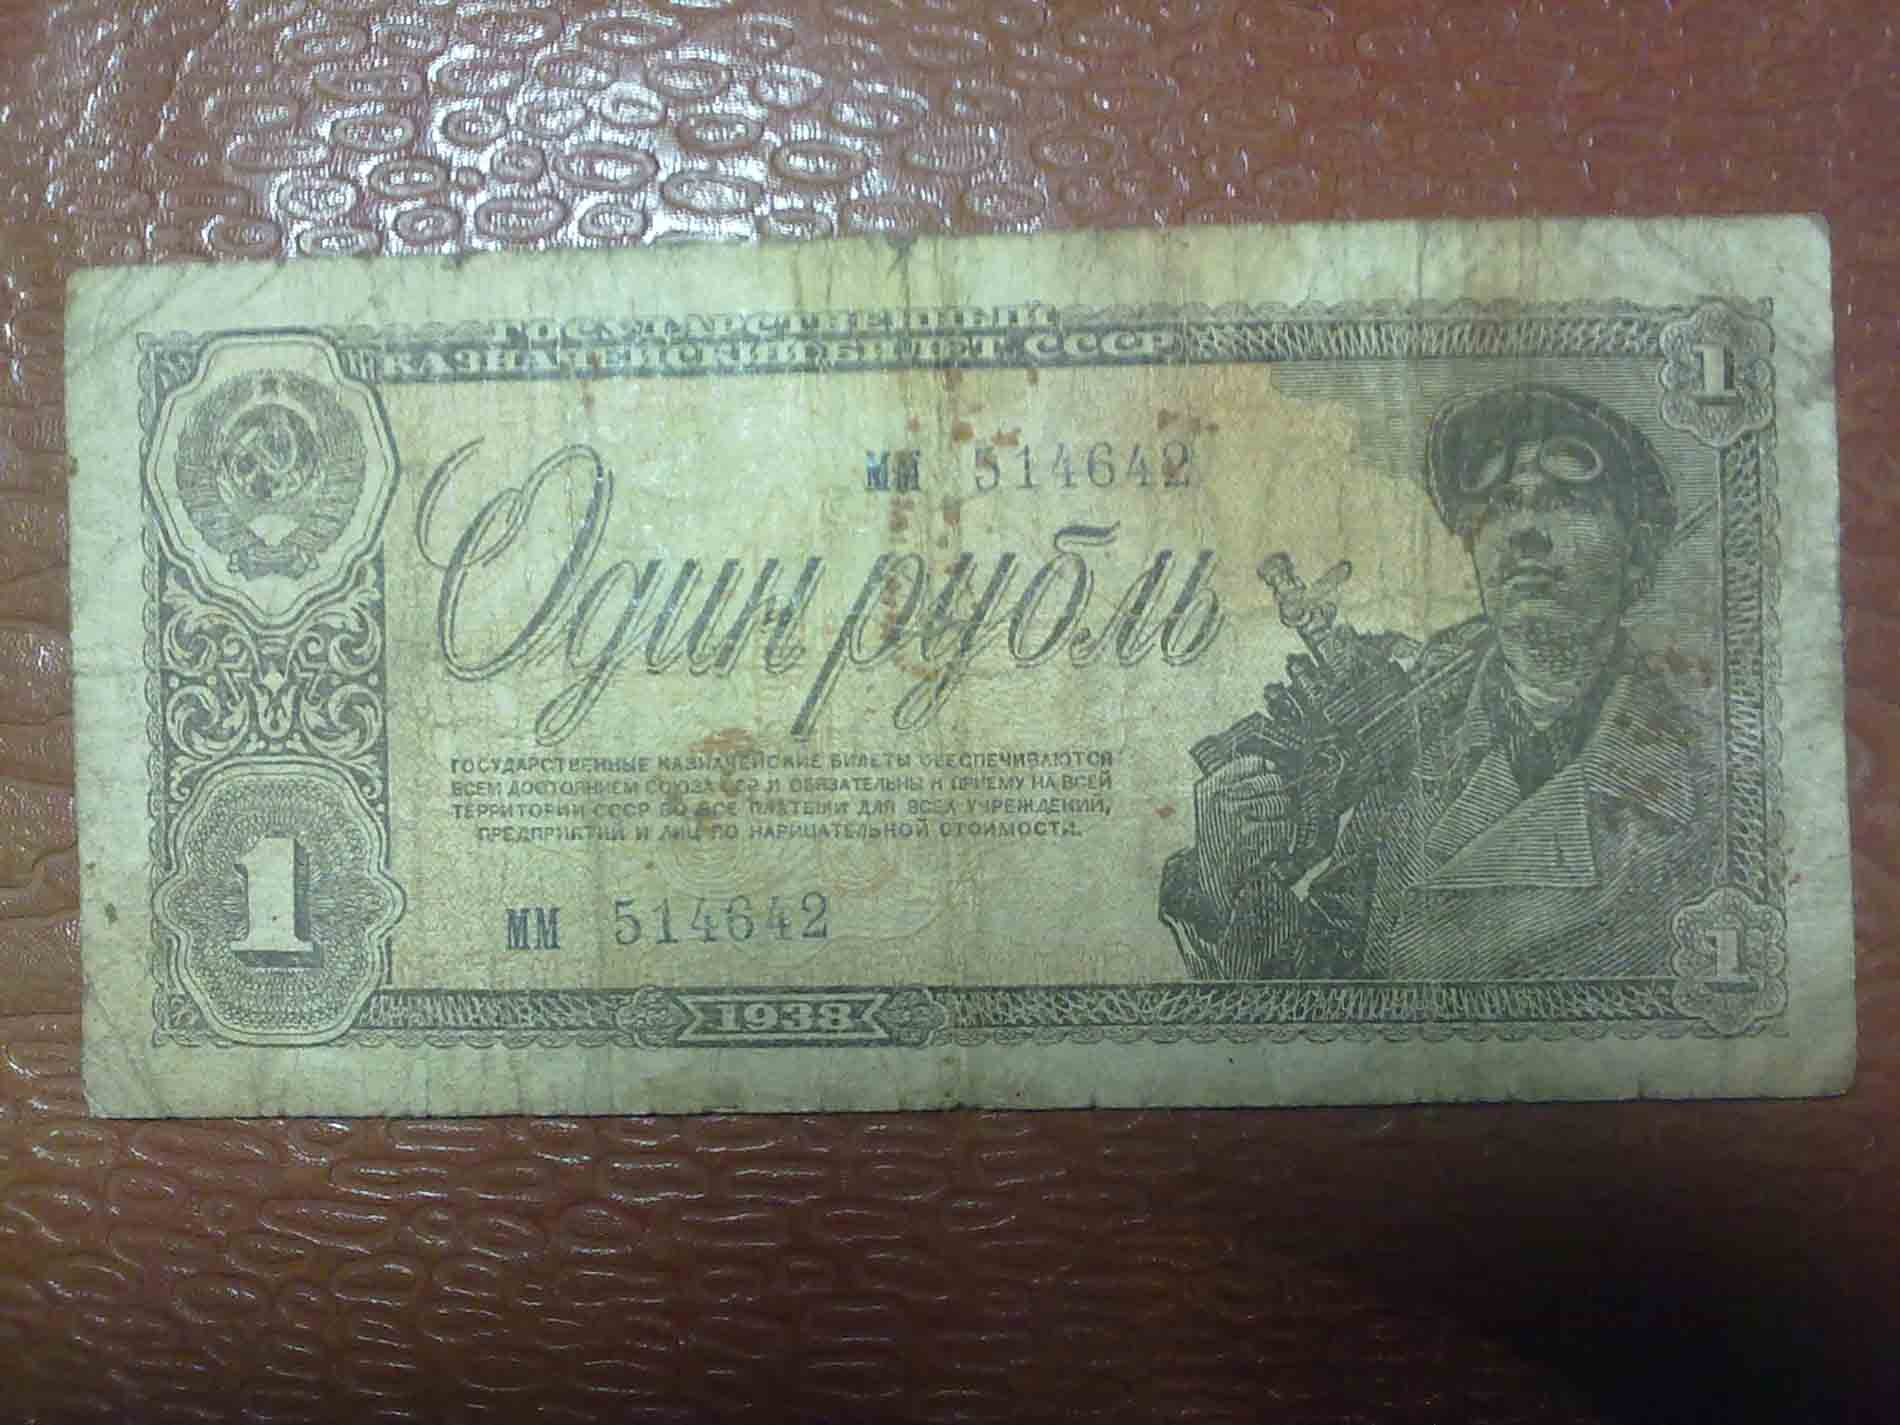 ГОСУДАРСТВЕННЫЙ
КАЗНАЧЕЙСКИЙ БИЛЕТ СССР
1
ММ 514642
Один рубль
ГОСУДАРСТВЕННЫЕ КАЗНАЧЕЙСКИЕ БИЛЕТЫ ОБЕСПЕЧИВАЮТСЯ
ВСЕМ ДОСТОЯНИЕМ СОЮЗА ССР И ОБЯЗАТЕЛЬНЫ К ПРИЕМУ НА ВСЕЙ
ТЕРРИТОРИИ СССР ВО ВСЕ ПЛАТЕЖИ ДЛЯ ВСЕХ УЧРЕЖДЕНИЙ,
ПРЕДПРИЯТИЙ И ЛИЦ ПО НАРИЦАТЕЛЬНОЙ СТОИМОСТИ.
1
ММ 514642
1
1938